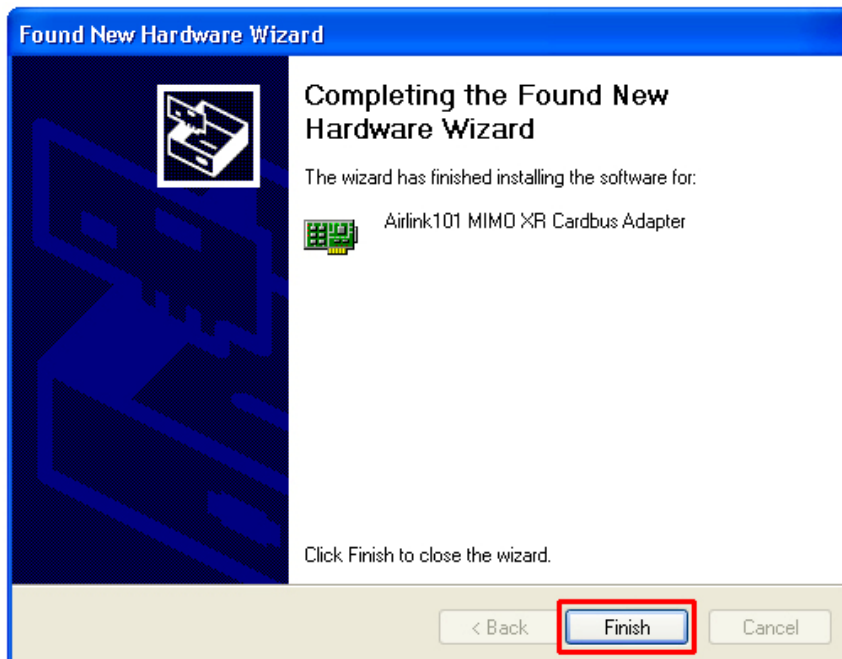 Found New Hardware Wizard
Completing the Found New
Hardware Wizard
The wizard has finished installing the software for:
Airlink101 MIMO XR Cardbus Adapter
Click Finish to close the wizard.
< Back Finish Cancel